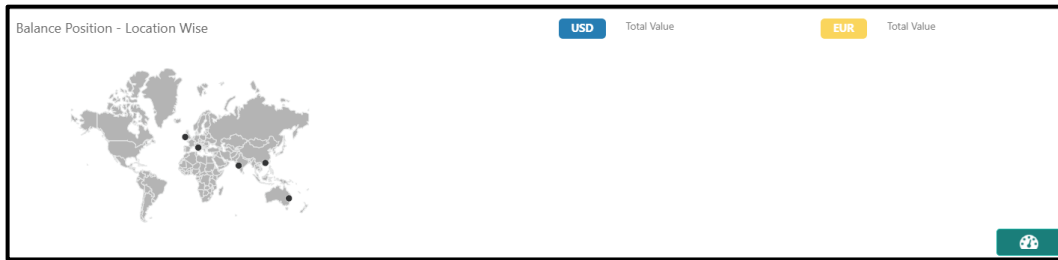 Balance Position - Location Wise
USD Total Value
EUR Total Value